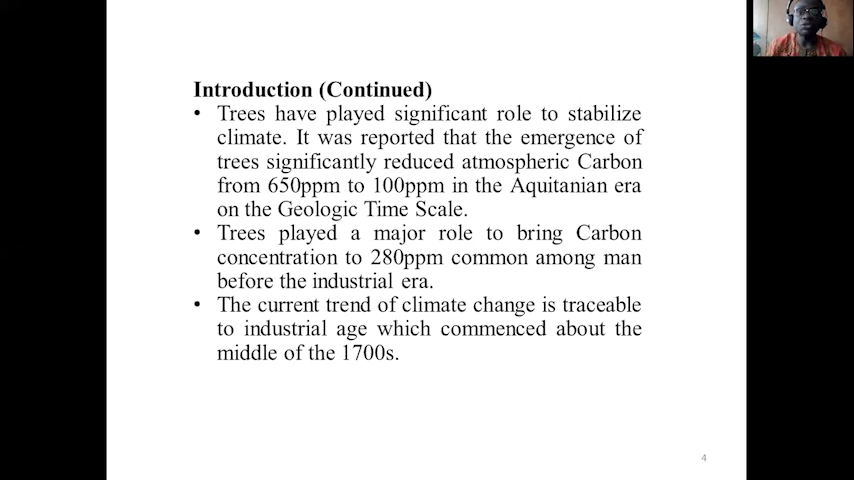 Introduction (Continued)
• Trees have played significant role to stabilize
climate. It was reported that the emergence of
trees significantly reduced atmospheric Carbon
from 650ppm to 100ppm in the Aquitanian era
on the Geologic Time Scale.
• Trees played a major role to bring Carbon
concentration to 280ppm common among man
before the industrial era.
• The current trend of climate change is traceable
to industrial age which commenced about the
middle of the 1700s.
4